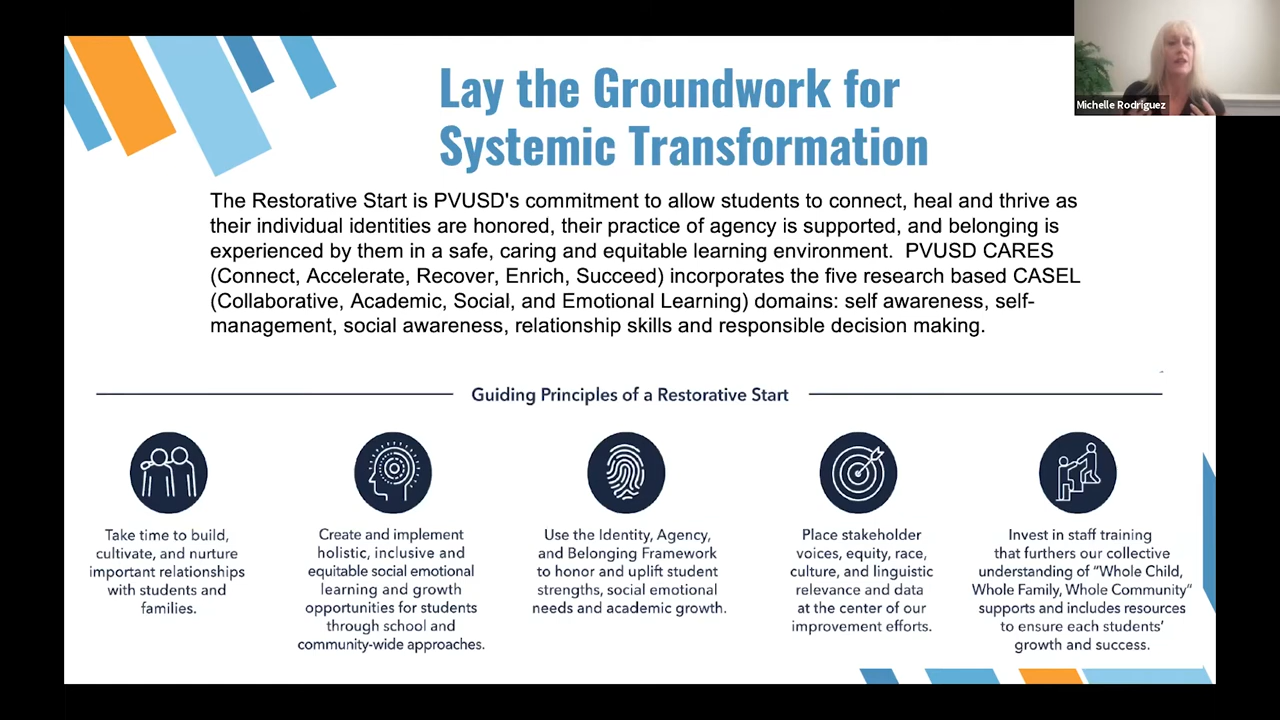 Michelle Rodriguez
Lay the Groundwork for
Systemic Transformation
The Restorative Start is PVUSD's commitment to allow students to connect, heal and thrive as
their individual identities are honored, their practice of agency is supported, and belonging is
experienced by them in a safe, caring and equitable learning environment.  PVUSD CARES
(Connect, Accelerate, Recover, Enrich, Succeed) incorporates the five research based CASEL
(Collaborative, Academic, Social, and Emotional Learning) domains: self awareness, self-
management, social awareness, relationship skills and responsible decision making.
Guiding Principles of a Restorative Start
Take time to build,
cultivate, and nurture
important relationships
with students and
families.
Create and implement
holistic, inclusive and
equitable social emotional
learning and growth
opportunities for students
through school and
community-wide approaches.
Use the Identity, Agency,
and Belonging Framework
to honor and uplift student
strengths, social emotional
needs and academic growth.
Place stakeholder
voices, equity, race,
culture, and linguistic
relevance and data
at the center of our
improvement efforts.
Invest in staff training
that furthers our collective
understanding of “Whole Child,
Whole Family, Whole Community”
supports and includes resources
to ensure each students’
growth and success.